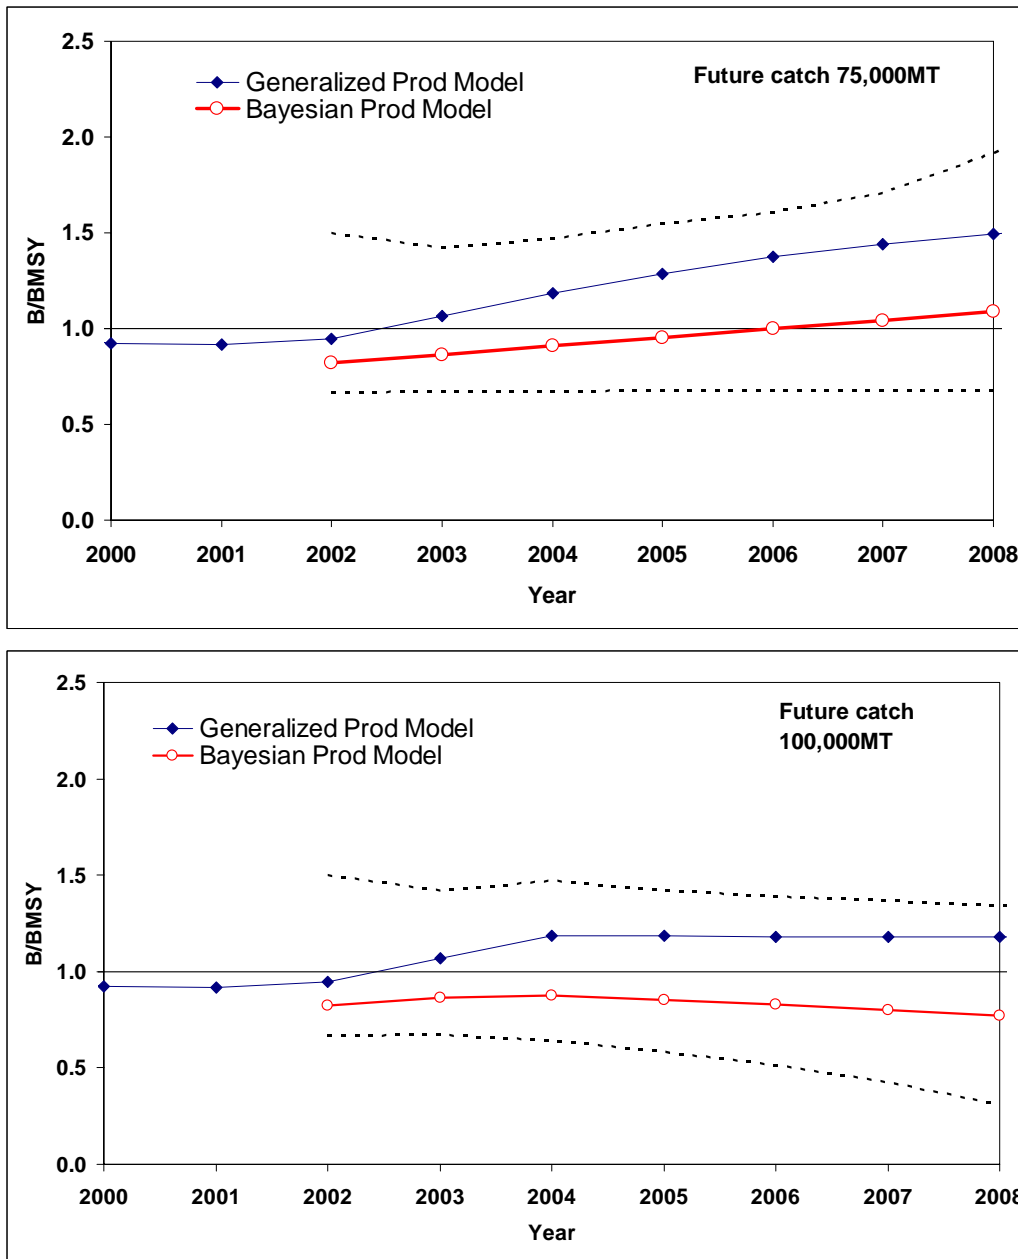 2.5
Generalized Prod Model
Bayesian Prod Model
Future catch 75,000MT
2.0
1.5
B/BMSY
1.0
0.5
0.0
2000 2001 2002 2003 2004 2005 2006 2007 2008
Year
2.5
Generalized Prod Model
Bayesian Prod Model
Future catch
100,000MT
2.0
1.5
B/BMSY
1.0
0.5
0.0
2000 2001 2002 2003 2004 2005 2006 2007 2008
Year